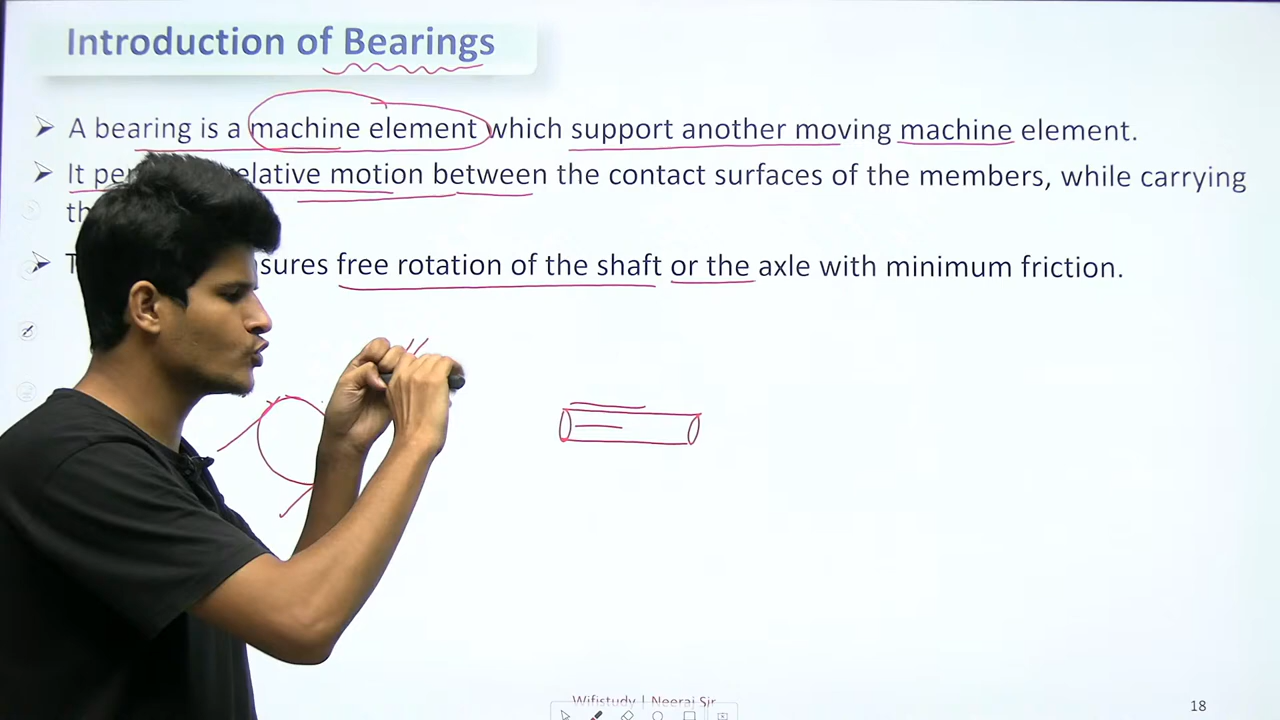 Introduction of Bearings
A bearing is a machine element which support another moving machine element.
It elative motion between the contact surfaces of the members, while carrying
sures free rotation of the shaft or the axle with minimum friction.
Wifistudy | Neeraj Sir
18